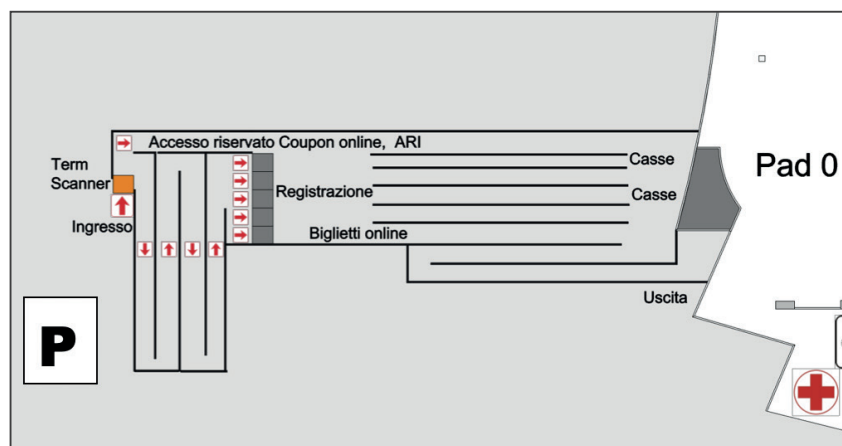 Accesso riservato Coupon online, ARI
Term
Scanner
Casse
Pad 0
Registrazione
Casse
Ingresso
Biglietti online
Uscita
P